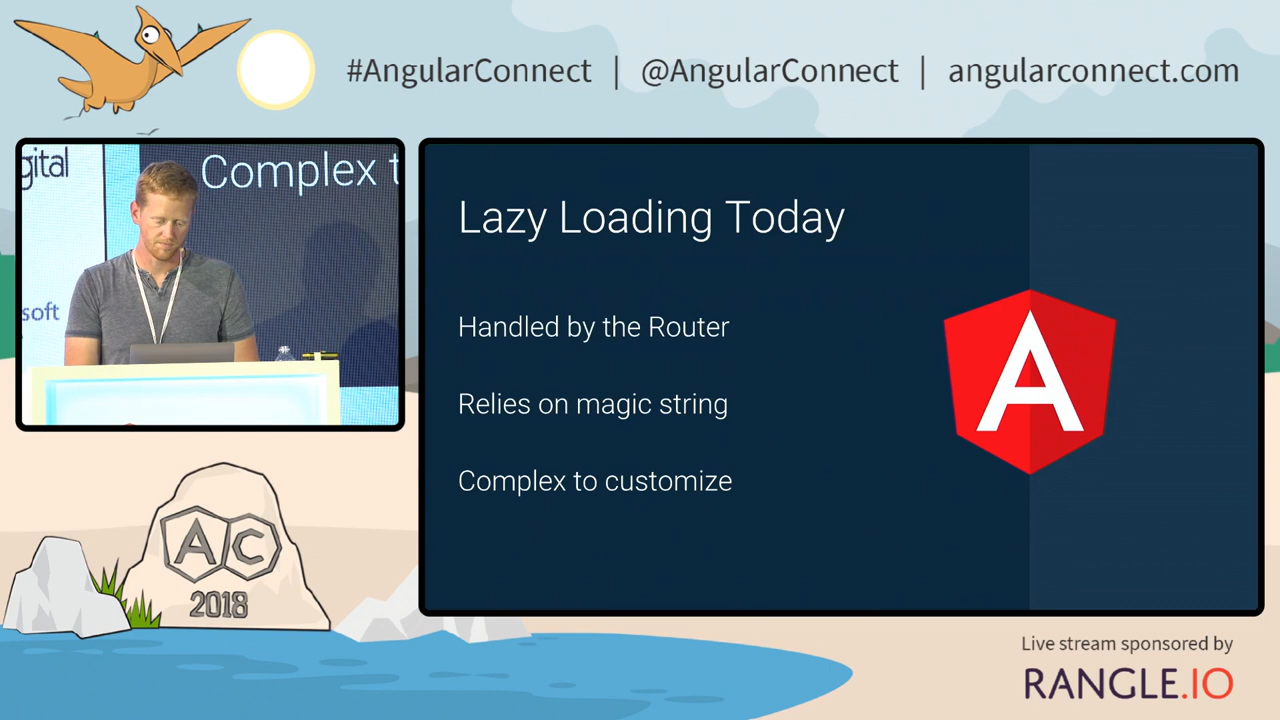 #AngularConnect | @AngularConnect | angularconnect.com
gital
Complex t
soft
Lazy Loading Today
Handled by the Router
Relies on magic string
Complex to customize
A
AC
2018
Live stream sponsored by
RANGLE.IO